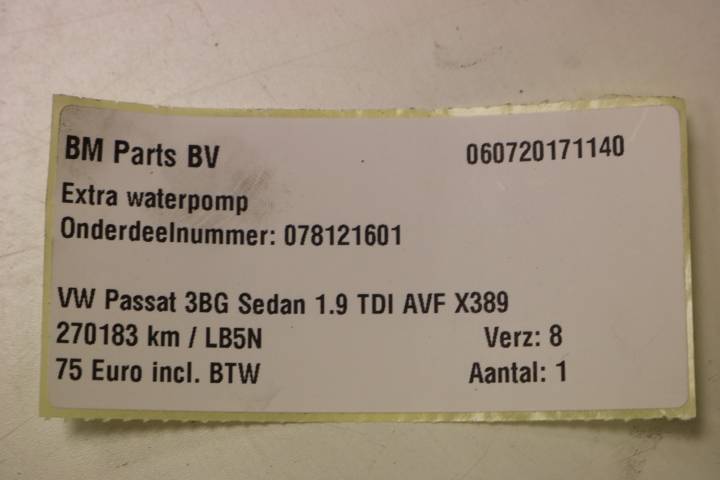 BM Parts BV 060720171140
Extra waterpomp
Onderdeelnummer: 078121601
VW Passat 3BG Sedan 1.9 TDI AVF X389
270183 km / LB5N Verz: 8
75 Euro incl. BTW Aantal: 1